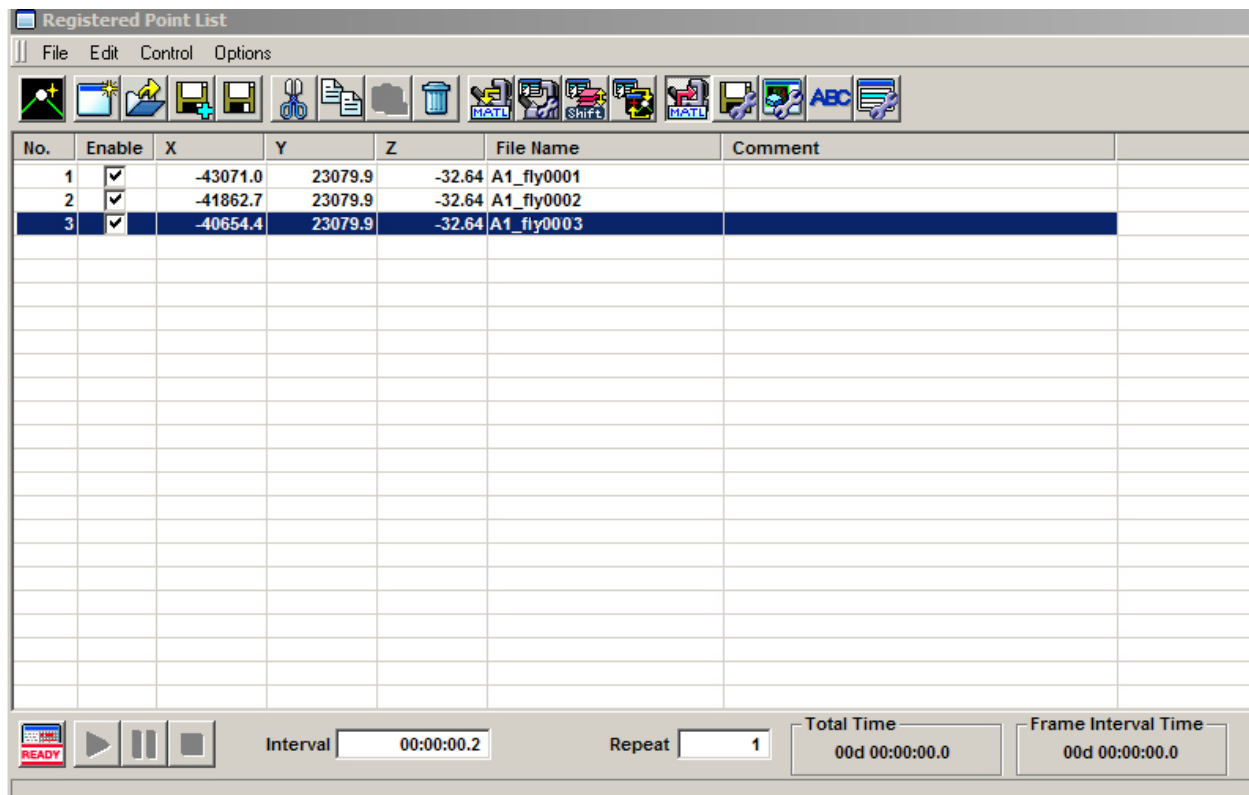 Registered Point List
File Edit Control Options
MATL Shift MATL ABC
No. Enable X Y Z File Name Comment
1 -43071.0 23079.9 -32.64 A1_fly0001
2 -41862.7 23079.9 -32.64 A1_fly0002
3 -40654.4 23079.9 -32.64 A1_fly0003
Total Time Frame Interval Time
READY Interval 00:00:00.2 Repeat 1 00d 00:00:00.0 00d 00:00:00.0